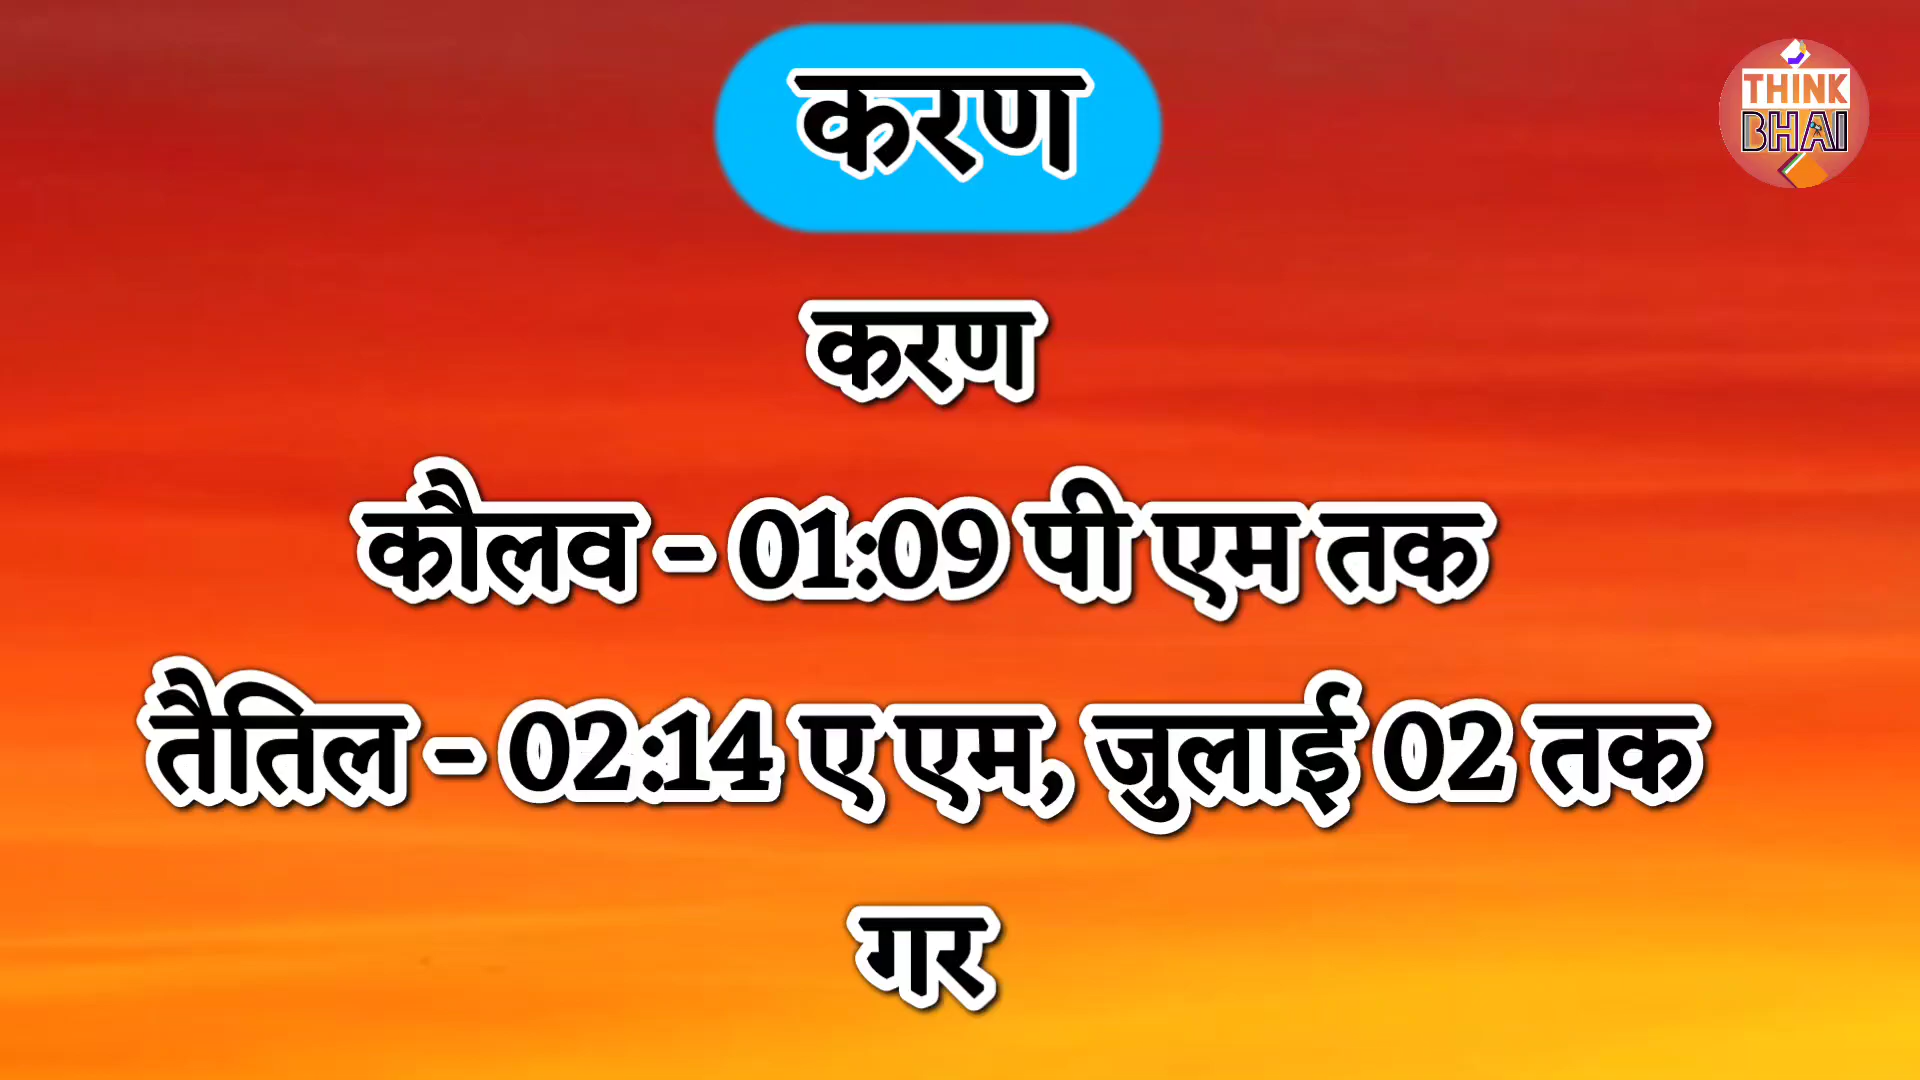 करण
THINK
BHAI
करण
कौलव - 01:09 पी एम तक
तैतिल - 02:14 ए एम, जुलाई 02 तक
गर